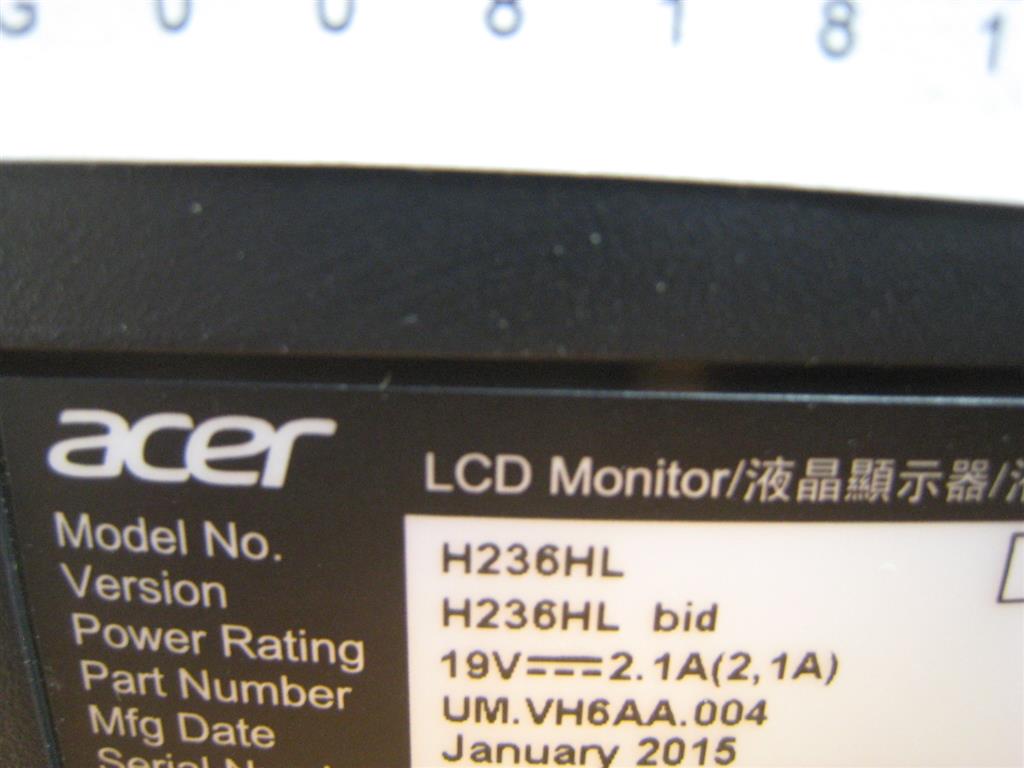 G 0 0 8 1 8 1
acer
LCD Monitor/液晶顯示器/
Model No. H236HL
Version H236HL bid
Power Rating 19V⎓2.1A(2,1A)
Part Number UM.VH6AA.004
Mfg Date January 2015
Serial